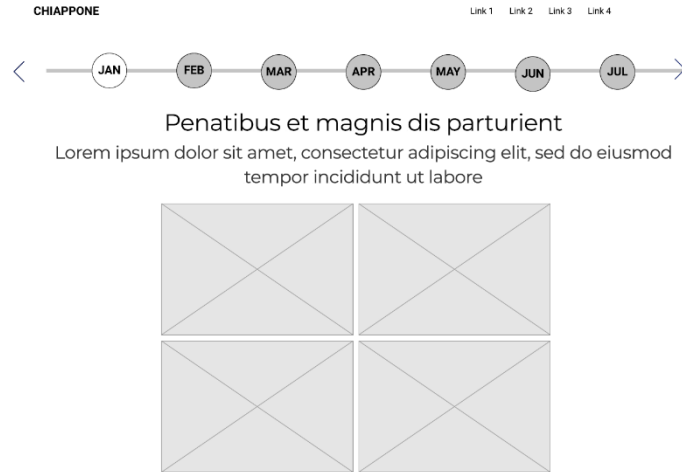 CHIAPPONE
Link 1 Link 2 Link 3 Link 4
JAN FEB MAR APR MAY JUN JUL
Penatibus et magnis dis parturient
Lorem ipsum dolor sit amet, consectetur adipiscing elit, sed do eiusmod
tempor incididunt ut labore